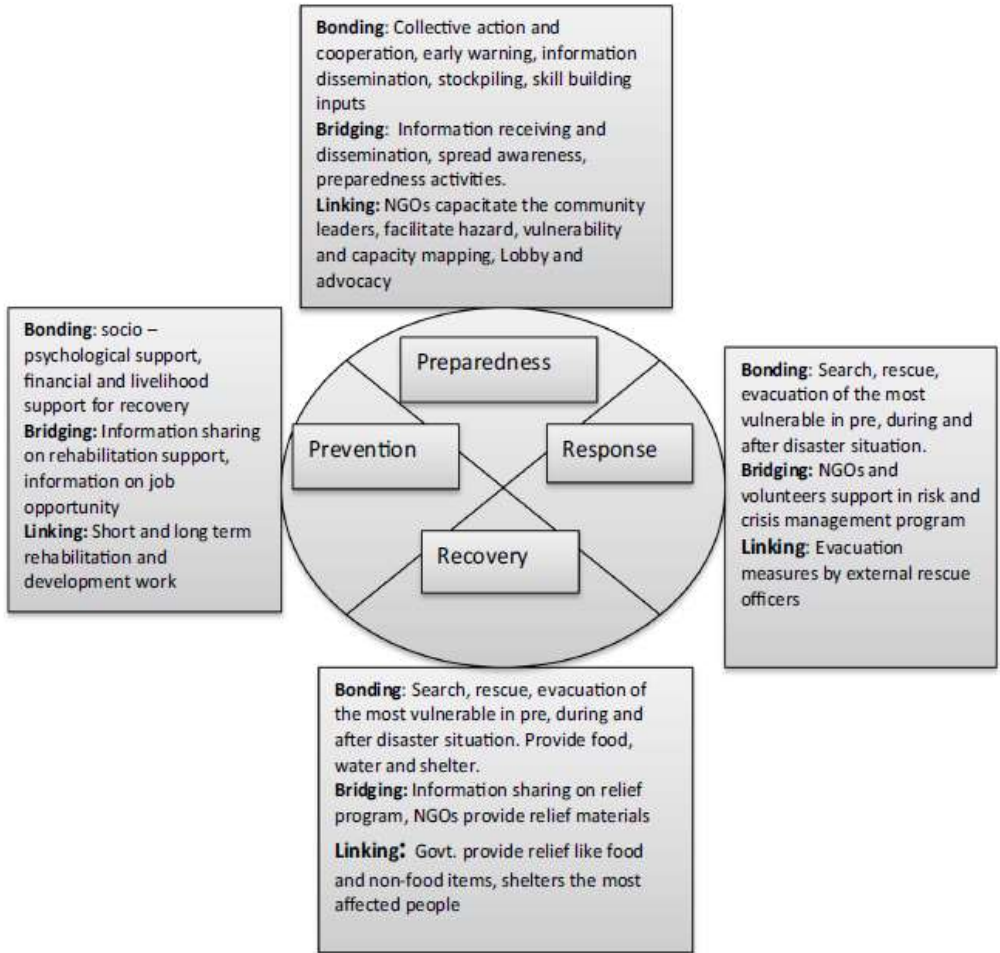 Bonding: Collective action and
cooperation, early warning, information
dissemination, stockpiling, skill building
inputs
Bridging: Information receiving and
dissemination, spread awareness,
preparedness activities.
Linking: NGOs capacitate the community
leaders, facilitate hazard, vulnerability
and capacity mapping, Lobby and
advocacy
Bonding: socio –
psychological support,
financial and livelihood
support for recovery
Bridging: Information sharing
on rehabilitation support,
information on job
opportunity
Linking: Short and long term
rehabilitation and
development work
Preparedness
Prevention
Response
Recovery
Bonding: Search, rescue,
evacuation of the most
vulnerable in pre, during and
after disaster situation.
Bridging: NGOs and
volunteers support in risk and
crisis management program
Linking: Evacuation
measures by external rescue
officers
Bonding: Search, rescue, evacuation of
the most vulnerable in pre, during and
after disaster situation. Provide food,
water and shelter.
Bridging: Information sharing on relief
program, NGOs provide relief materials
Linking: Govt. provide relief like food
and non-food items, shelters the most
affected people